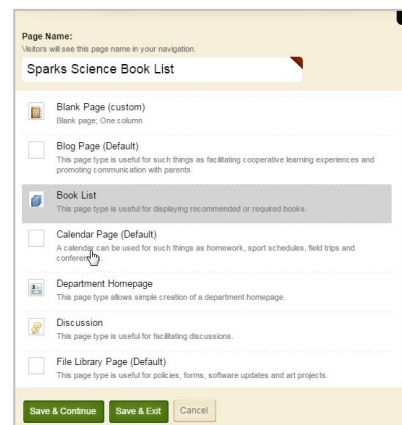 Page Name:
Visitors will see this page name in your navigation.
Sparks Science Book List
Blank Page (custom)
Blank page; One column
Blog Page (Default)
This page type is useful for such things as facilitating cooperative learning experiences and
promoting communication with parents.
Book List
This page type is useful for displaying recommended or required books.
Calendar Page (Default)
A calendar can be used for such things as homework, sport schedules, field trips and
Department Homepage
This page type allows simple creation of a department homepage.
Discussion
This page type is useful for facilitating discussions.
File Library Page (Default)
This page type is useful for policies, forms, software updates and art projects.
Save & Continue
Save & Exit
Cancel